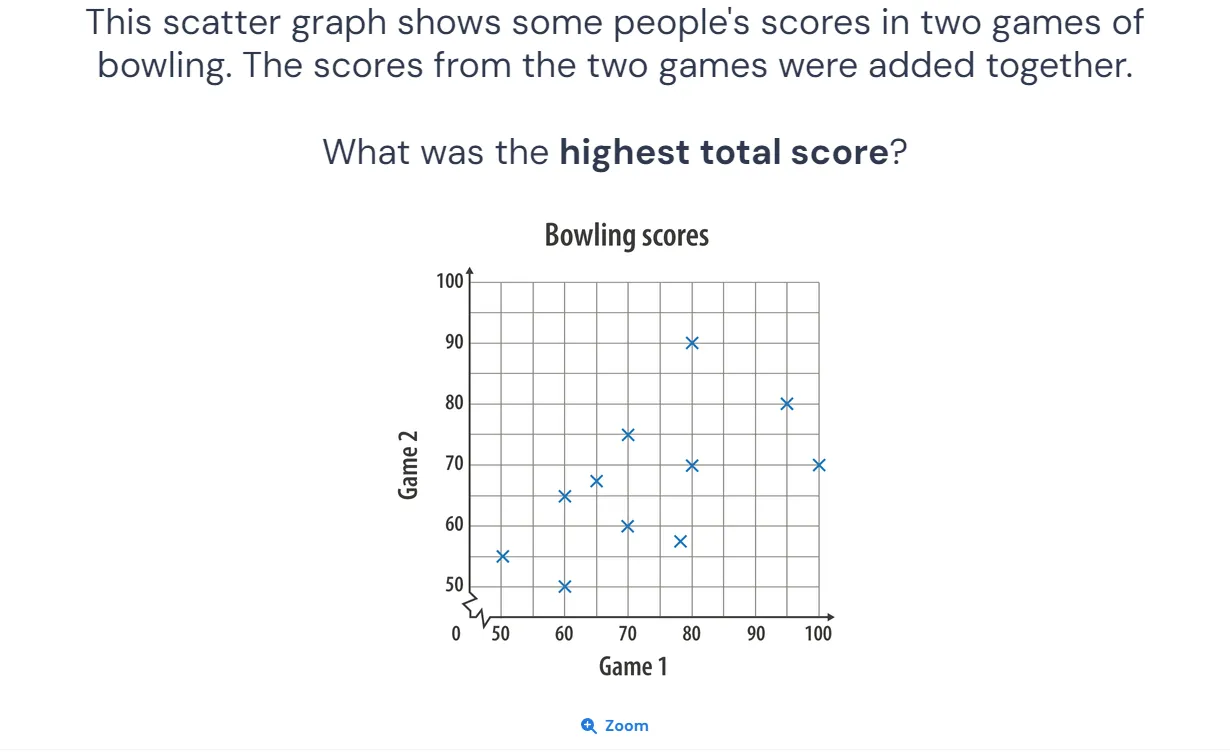 This scatter graph shows some people's scores in two games of
bowling. The scores from the two games were added together.
What was the highest total score?
Bowling scores
100
90
80
70
60
50
Game 2
0 50 60 70 80 90 100
Game 1
Zoom